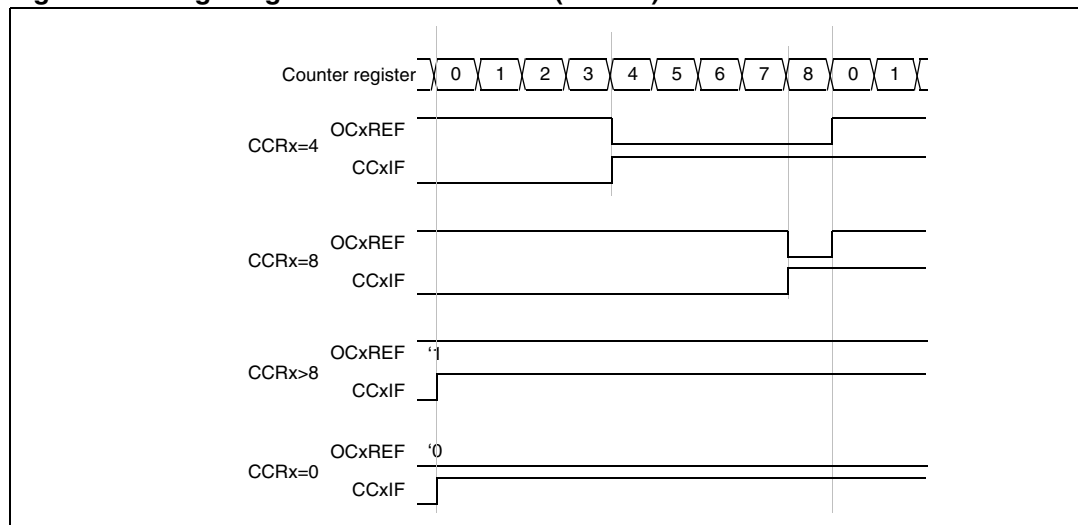 Counter register 0 1 2 3 4 5 6 7 8 0 1
CCRx=4
OCxREF
CCxIF
CCRx=8
OCxREF
CCxIF
CCRx>8
OCxREF ‘1
CCxIF
CCRx=0
OCxREF ‘0
CCxIF